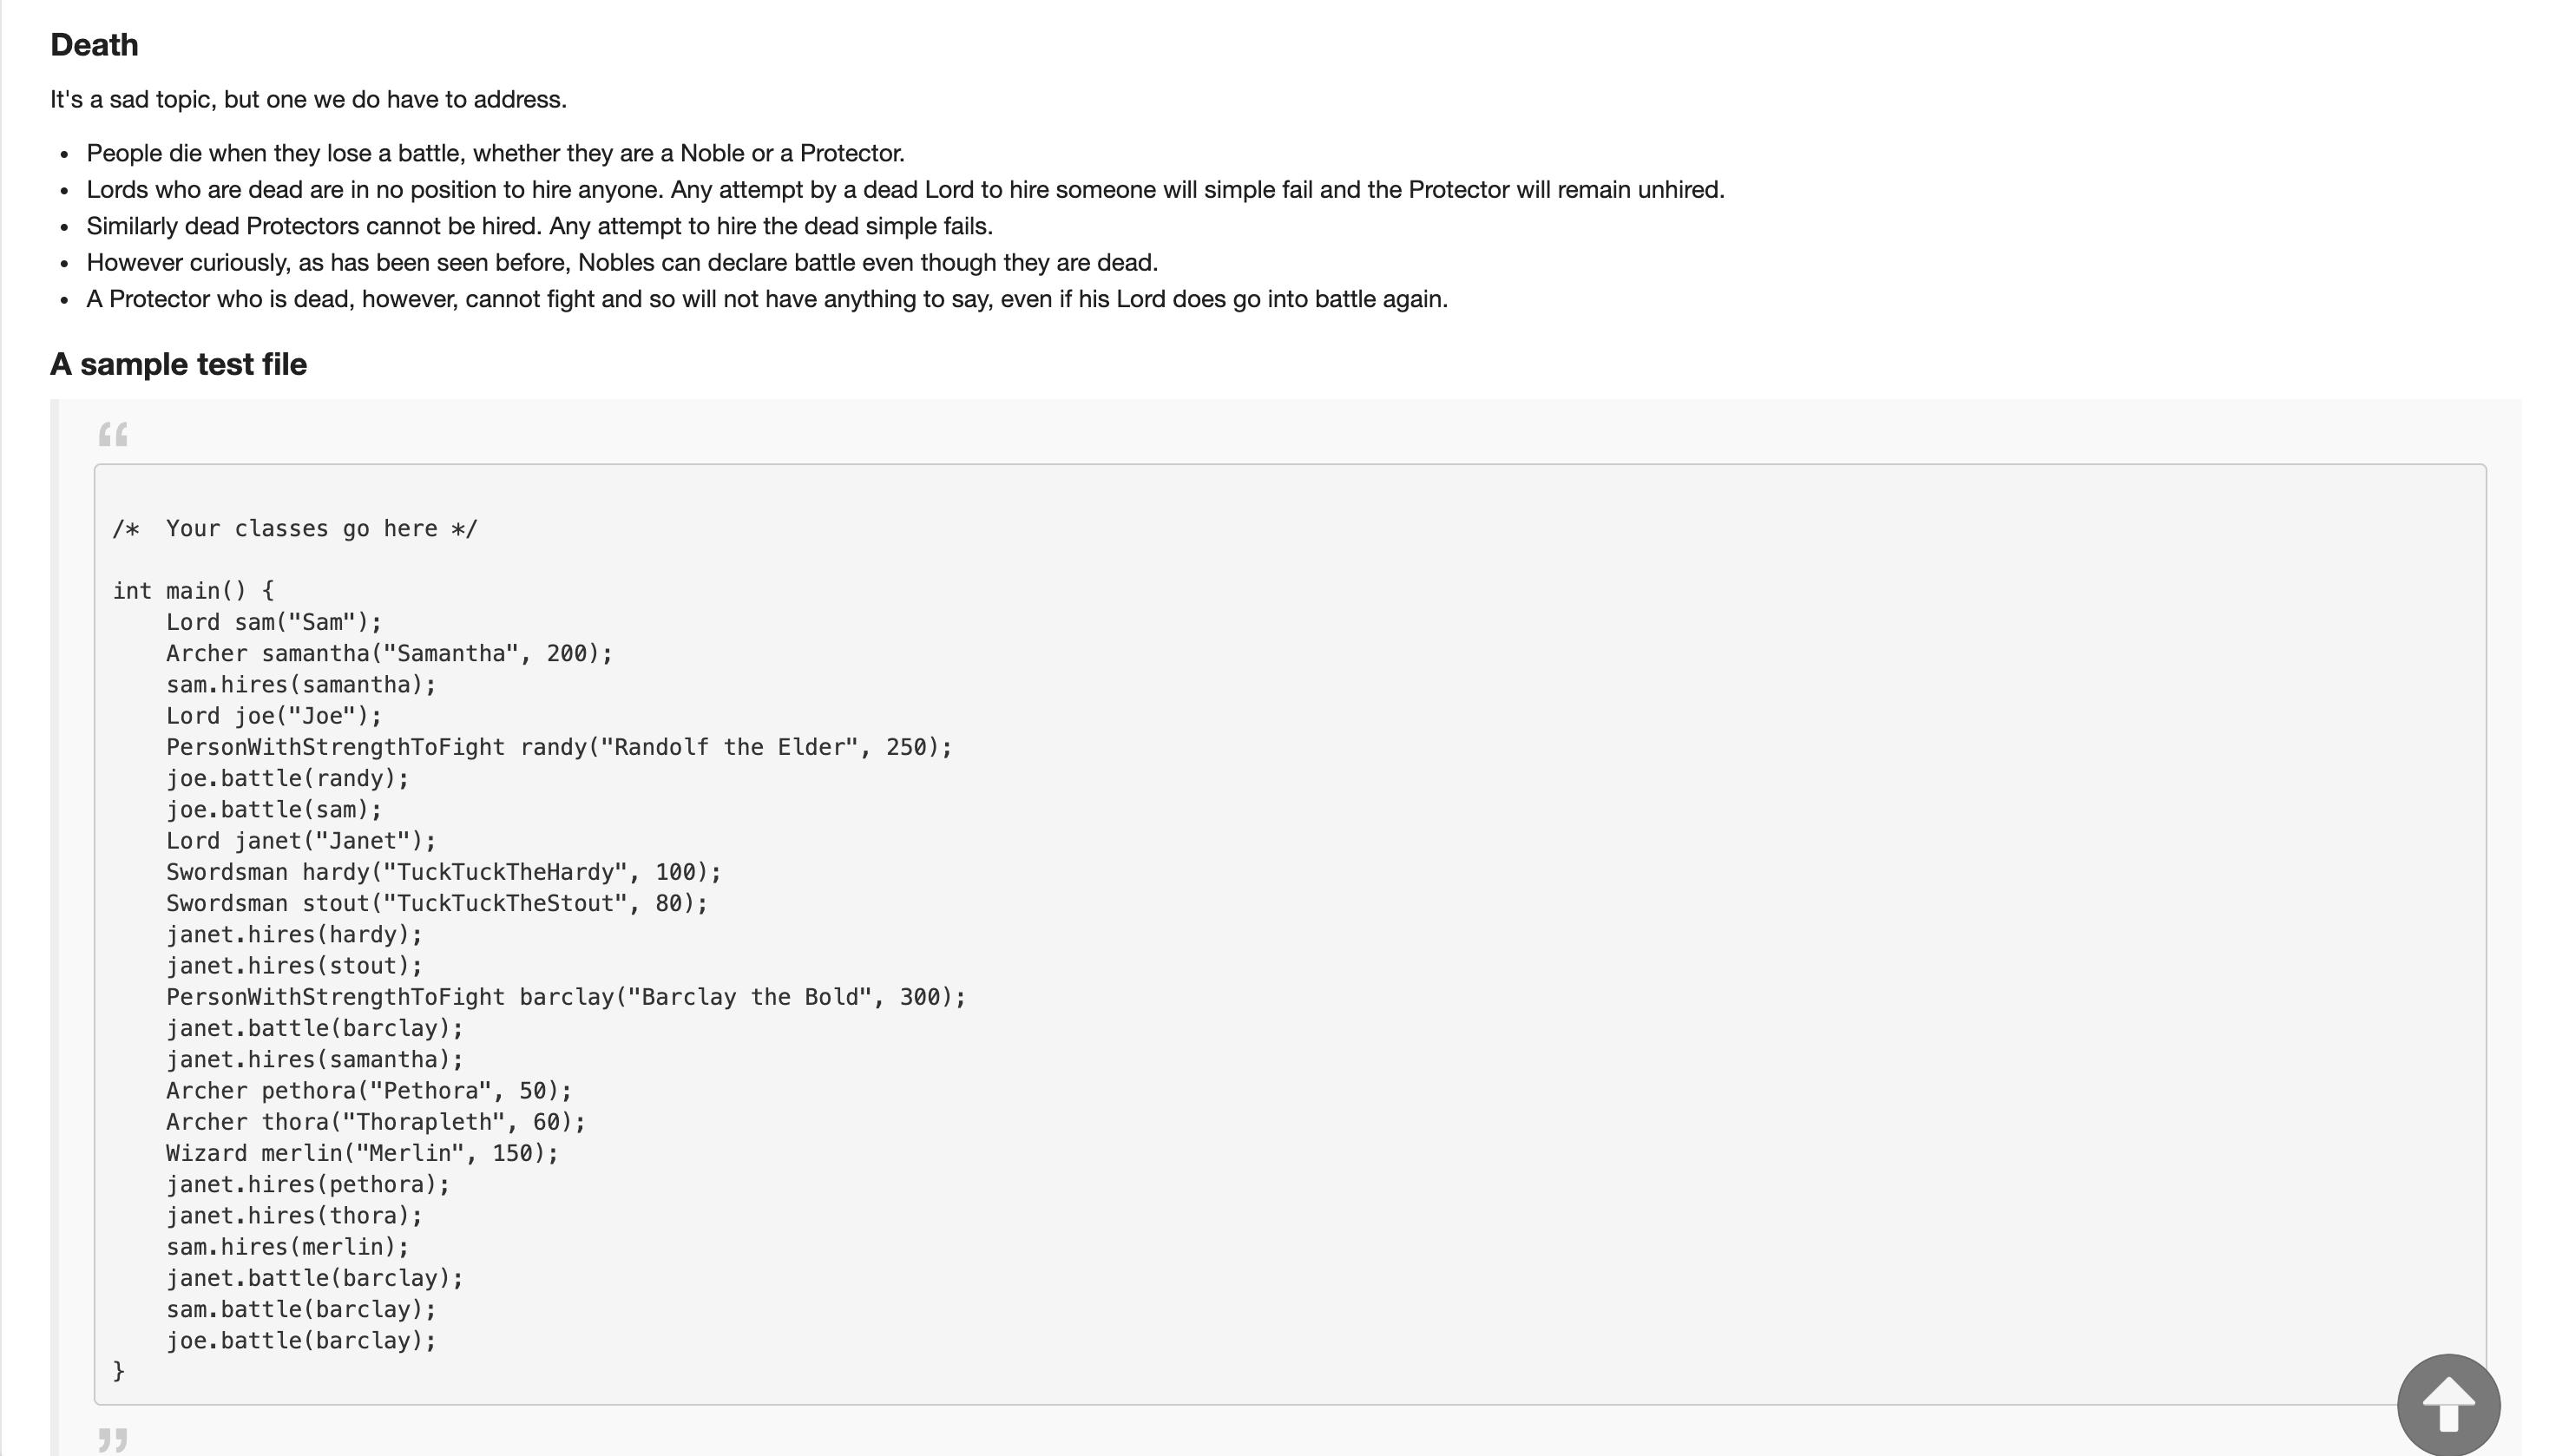 Death
It's a sad topic, but one we do have to address.
• People die when they lose a battle, whether they are a Noble or a Protector.
• Lords who are dead are in no position to hire anyone. Any attempt by a dead Lord to hire someone will simple fail and the Protector will remain unhired.
• Similarly dead Protectors cannot be hired. Any attempt to hire the dead simple fails.
• However curiously, as has been seen before, Nobles can declare battle even though they are dead.
• A Protector who is dead, however, cannot fight and so will not have anything to say, even if his Lord does go into battle again.
A sample test file
“
/*  Your classes go here */
int main() {
    Lord sam("Sam");
    Archer samantha("Samantha", 200);
    sam.hires(samantha);
    Lord joe("Joe");
    PersonWithStrengthToFight randy("Randolf the Elder", 250);
    joe.battle(randy);
    joe.battle(sam);
    Lord janet("Janet");
    Swordsman hardy("TuckTuckTheHardy", 100);
    Swordsman stout("TuckTuckTheStout", 80);
    janet.hires(hardy);
    janet.hires(stout);
    PersonWithStrengthToFight barclay("Barclay the Bold", 300);
    janet.battle(barclay);
    janet.hires(samantha);
    Archer pethora("Pethora", 50);
    Archer thora("Thorapleth", 60);
    Wizard merlin("Merlin", 150);
    janet.hires(pethora);
    janet.hires(thora);
    sam.hires(merlin);
    janet.battle(barclay);
    sam.battle(barclay);
    joe.battle(barclay);
}
”